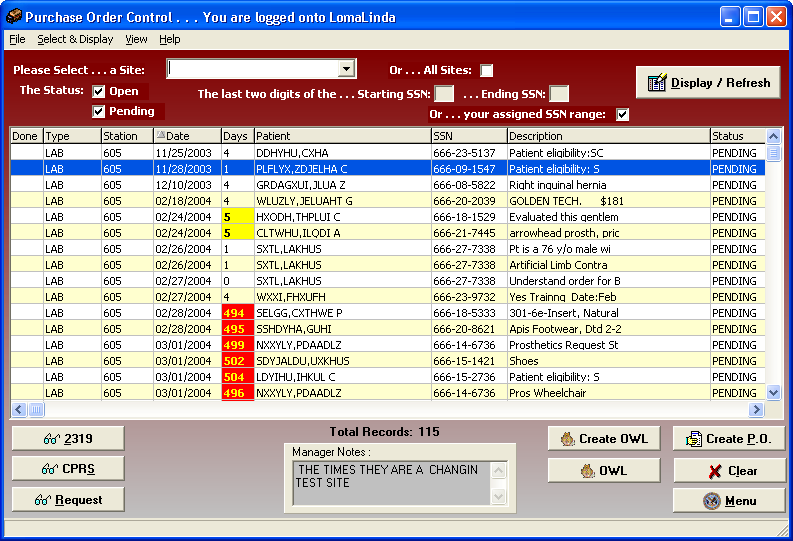 Purchase Order Control . . . You are logged onto LomaLinda
File Select & Display View Help
Please Select . . . a Site: Or . . . All Sites:
The Status: Open The last two digits of the . . . Starting SSN: . . . Ending SSN: Display / Refresh
Pending Or . . . your assigned SSN range:
Done Type Station Date Days Patient SSN Description Status
LAB 605 11/25/2003 4 DDHYHU,CXHA 666-23-5137 Patient eligibility:SC PENDING
LAB 605 11/28/2003 1 PLFLYX,ZDJELHA C 666-09-1547 Patient eligibility: S PENDING
LAB 605 12/10/2003 4 GRDAGXUI,JLUA Z 666-08-5822 Right inguinal hernia PENDING
LAB 605 02/18/2004 4 WLUZLY,JELUAHT G 666-20-2039 GOLDEN TECH. $181 PENDING
LAB 605 02/24/2004 5 HXODH,THPLUI C 666-18-1529 Evaluated this gentlem PENDING
LAB 605 02/24/2004 5 CLTWHU,ILQDI A 666-21-7445 arrowhead prosth, pric PENDING
LAB 605 02/26/2004 1 SXTL,LAKHUS 666-27-7338 Pt is a 76 y/o male wi PENDING
LAB 605 02/26/2004 1 SXTL,LAKHUS 666-27-7338 Artificial Limb Contra PENDING
LAB 605 02/27/2004 0 SXTL,LAKHUS 666-27-7338 Understand order for B PENDING
LAB 605 02/27/2004 4 WXXI,FHXUFH 666-23-9732 Yes Trainng Date:Feb PENDING
LAB 605 02/28/2004 494 SELGG,CXTHWE P 666-18-5333 301-6e-Insert, Natural PENDING
LAB 605 02/28/2004 495 SSHDYHA,GUHI 666-20-8621 Apis Footwear, Dtd 2-2 PENDING
LAB 605 03/01/2004 499 NXXYLY,PDAADLZ 666-14-6736 Prosthetics Request St PENDING
LAB 605 03/01/2004 502 SDYJALDU,UXKHUS 666-15-1421 Shoes PENDING
LAB 605 03/01/2004 504 LDYIHU,IHKUL C 666-15-2736 Patient eligibility: S PENDING
LAB 605 03/01/2004 496 NXXYLY,PDAADLZ 666-14-6736 Pros Wheelchair PENDING
2319 Total Records: 115 Create OWL Create P.O.
Manager Notes :
CPRS THE TIMES THEY ARE A CHANGIN OWL Clear
TEST SITE
Request Menu